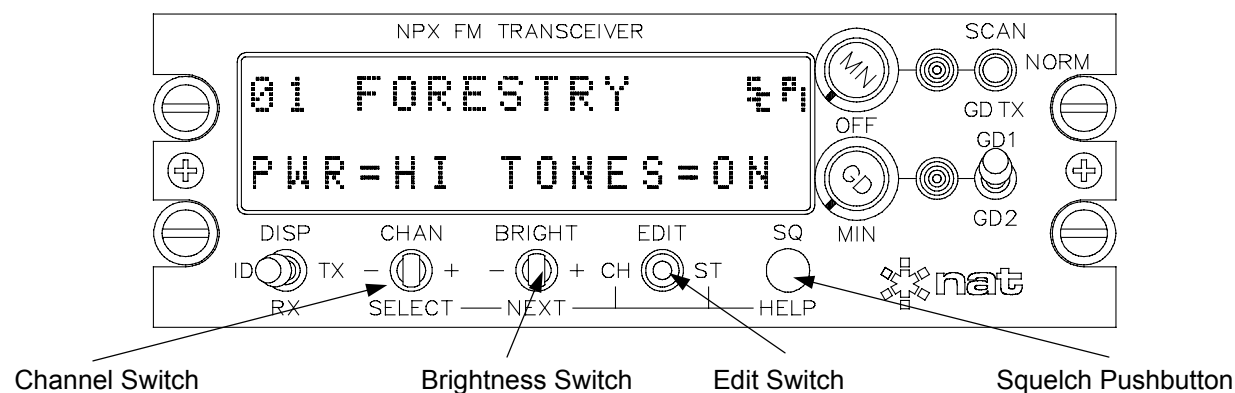 NPX FM TRANSCEIVER
SCAN
MN
NORM
01 FORESTRY
OFF
GD TX
GD1
PWR=HI TONES=ON
GD
GD2
MIN
DISP CHAN BRIGHT EDIT SQ
ID TX - + - + CH ST
RX SELECT NEXT HELP
nat
Channel Switch Brightness Switch Edit Switch Squelch Pushbutton